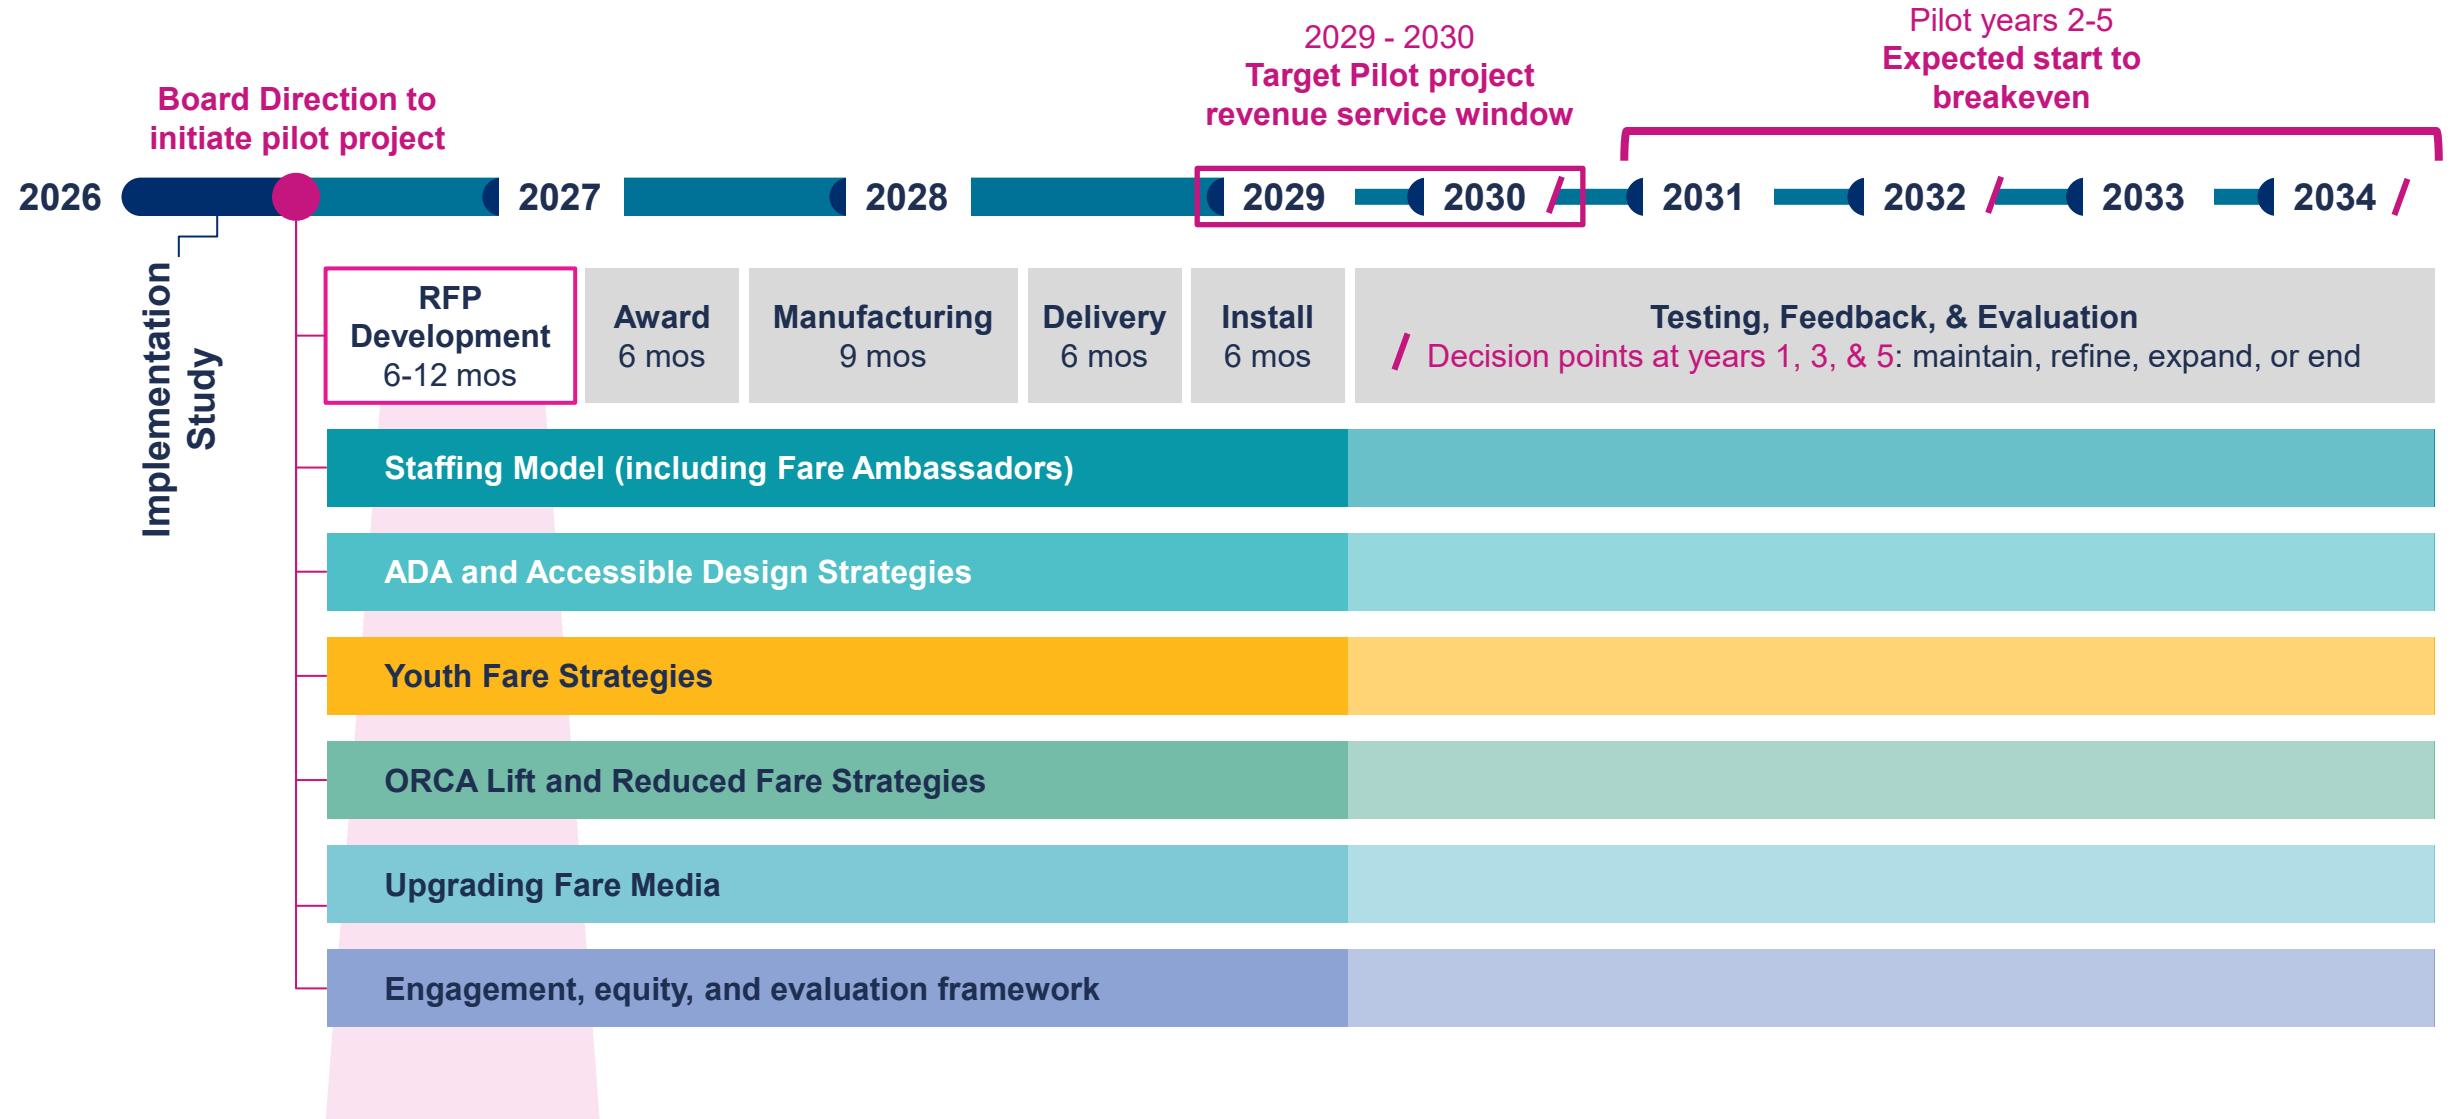 Pilot years 2-5
Expected start to
breakeven
2029 - 2030
Target Pilot project
revenue service window
Board Direction to
initiate pilot project
2026
2027
2028
2029
2030
2031
2032
2033
2034
Implementation
Study
RFP
Development
6-12 mos
Award
6 mos
Manufacturing
9 mos
Delivery
6 mos
Install
6 mos
Testing, Feedback, & Evaluation
Decision points at years 1, 3, & 5: maintain, refine, expand, or end
Staffing Model (including Fare Ambassadors)
ADA and Accessible Design Strategies
Youth Fare Strategies
ORCA Lift and Reduced Fare Strategies
Upgrading Fare Media
Engagement, equity, and evaluation framework